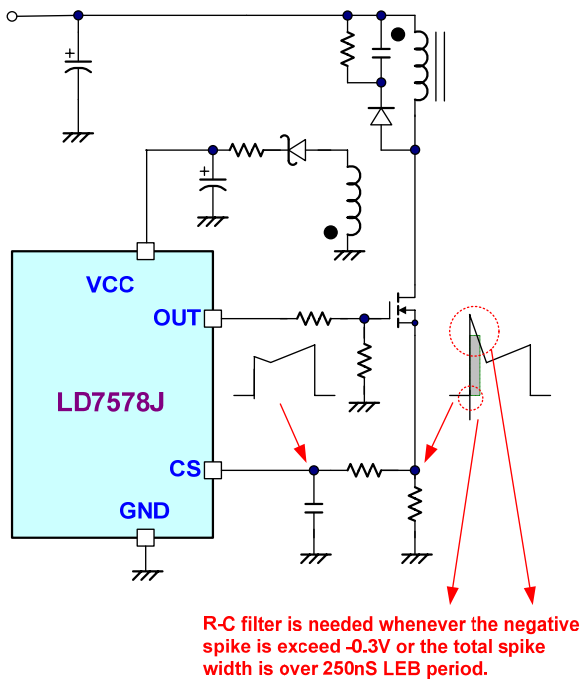 +
+
VCC
OUT
LD7578J
CS
GND
R-C filter is needed whenever the negative
spike is exceed -0.3V or the total spike
width is over 250nS LEB period.